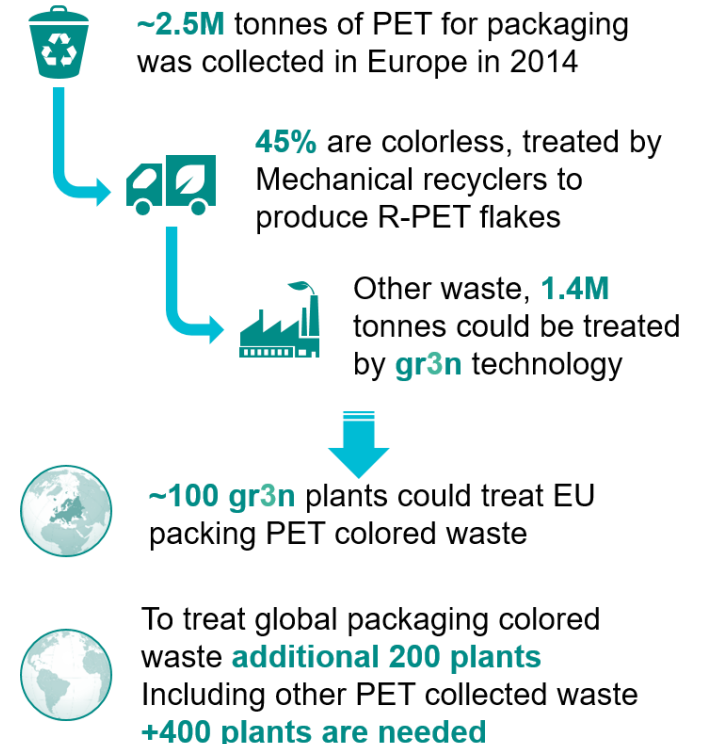 ~2.5M tonnes of PET for packaging
was collected in Europe in 2014
45% are colorless, treated by
Mechanical recyclers to
produce R-PET flakes
Other waste, 1.4M
tonnes could be treated
by gr3n technology
~100 gr3n plants could treat EU
packing PET colored waste
To treat global packaging colored
waste additional 200 plants
Including other PET collected waste
+400 plants are needed